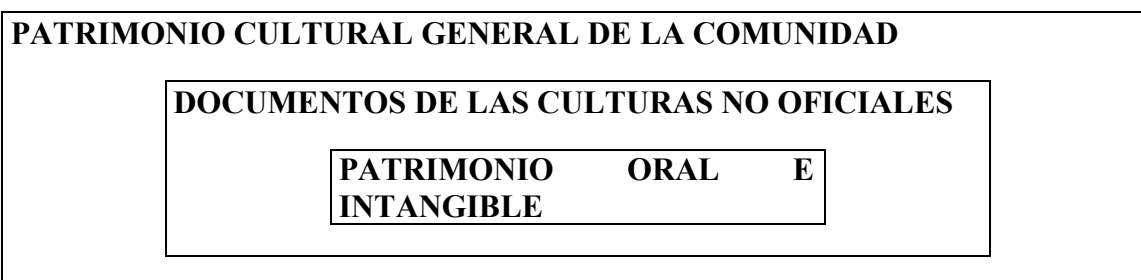 PATRIMONIO CULTURAL GENERAL DE LA COMUNIDAD
DOCUMENTOS DE LAS CULTURAS NO OFICIALES
PATRIMONIO ORAL E
INTANGIBLE